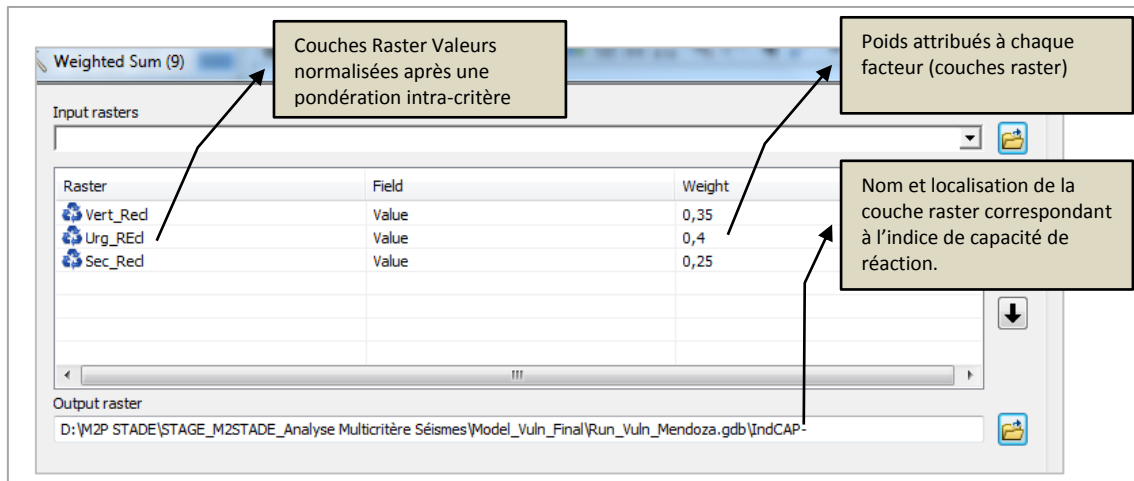 Weighted Sum (9)
Couches Raster Valeurs
normalisées après une
pondération intra-critère
Poids attribués à chaque
facteur (couches raster)
Input rasters
Raster Field Weight
Vert_Recl Value 0,35
Urg_REcl Value 0,4
Sec_Recl Value 0,25
Nom et localisation de la
couche raster correspondant
à l'indice de capacité de
réaction.
Output raster
D:\M2P STADE\STAGE_M2STADE_Analyse Multicritère Séismes\Model_Vuln_Final\Run_Vuln_Mendoza.gdb\IndCAP-